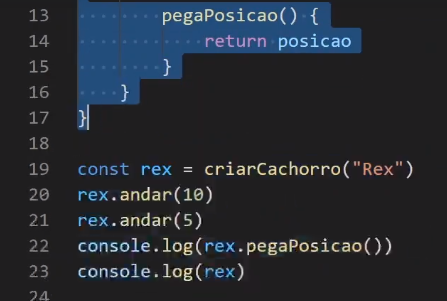 13 pegaPosicao() {
14 return posicao
15 }
16 }
17 }
18
19 const rex = criarCachorro("Rex")
20 rex.andar(10)
21 rex.andar(5)
22 console.log(rex.pegaPosicao())
23 console.log(rex)
24